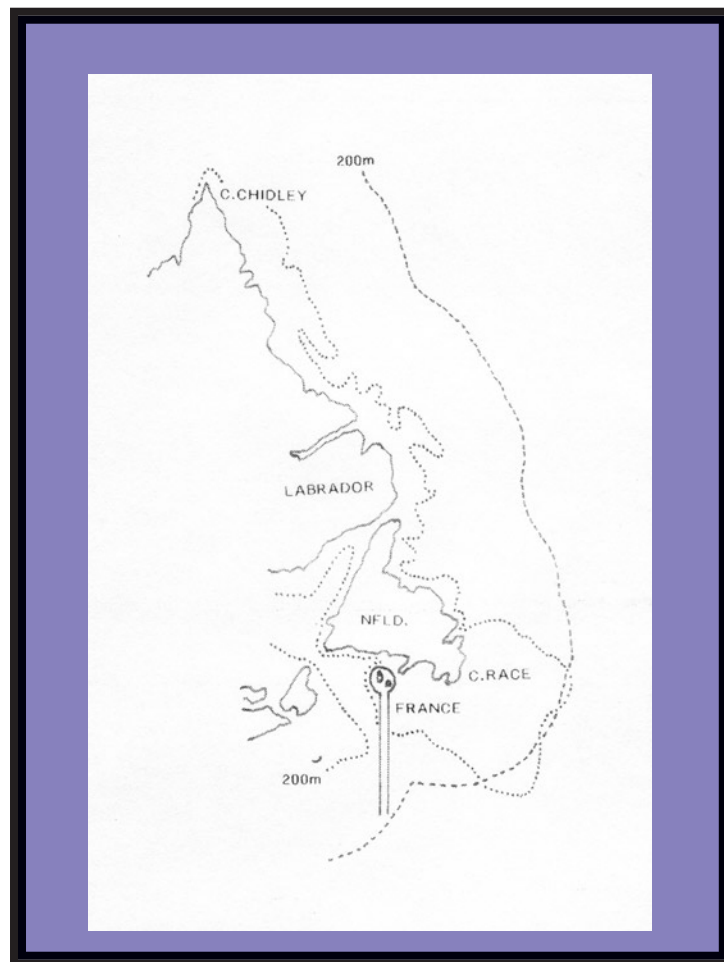 200m
C.CHIDLEY
LABRADOR
NFLD.
C.RACE
FRANCE
200m